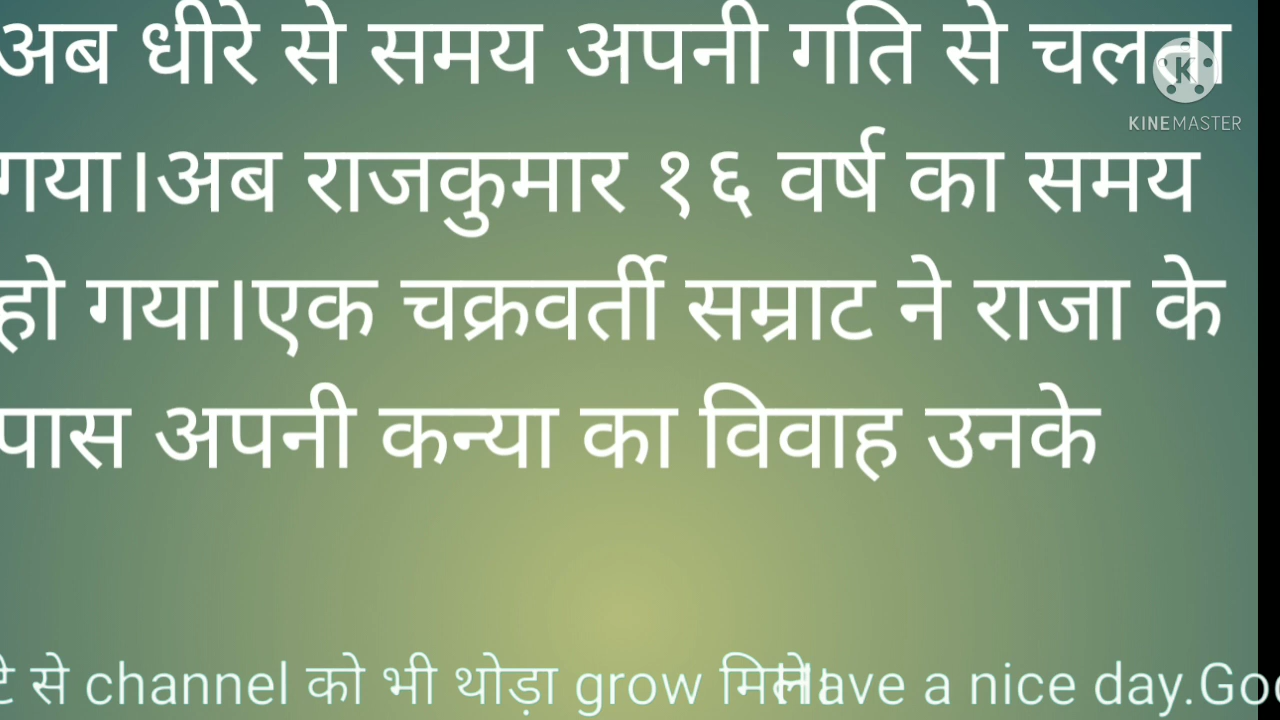 अब धीरे से समय अपनी गति से चलता
KINEMASTER
गया।अब राजकुमार १६ वर्ष का समय
हो गया।एक चक्रवर्ती सम्राट ने राजा के
पास अपनी कन्या का विवाह उनके
से channel को भी थोड़ा grow मिले। Have a nice day.